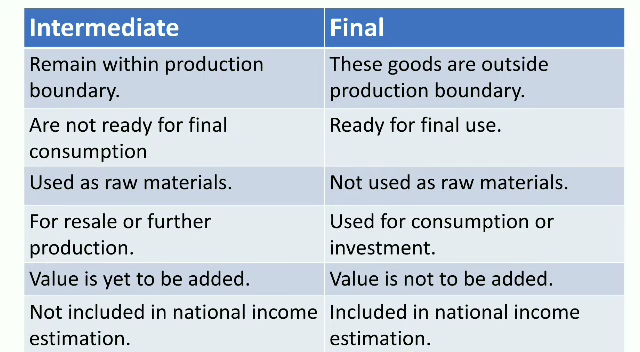 Intermediate
Final
Remain within production
boundary.
These goods are outside
production boundary.
Are not ready for final
consumption
Ready for final use.
Used as raw materials.
Not used as raw materials.
For resale or further
production.
Used for consumption or
investment.
Value is yet to be added.
Value is not to be added.
Not included in national income
estimation.
Included in national income
estimation.